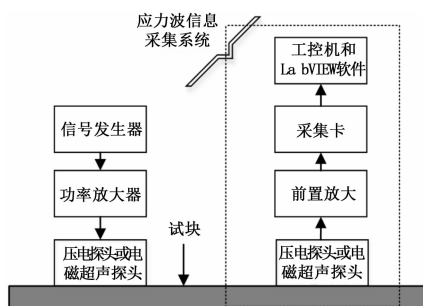 应力波信息
采集系统
工控机和
La bVIEW软件
信号发生器
采集卡
功率放大器
前置放大
试块
压电探头或电
磁超声探头
压电探头或电
磁超声探头